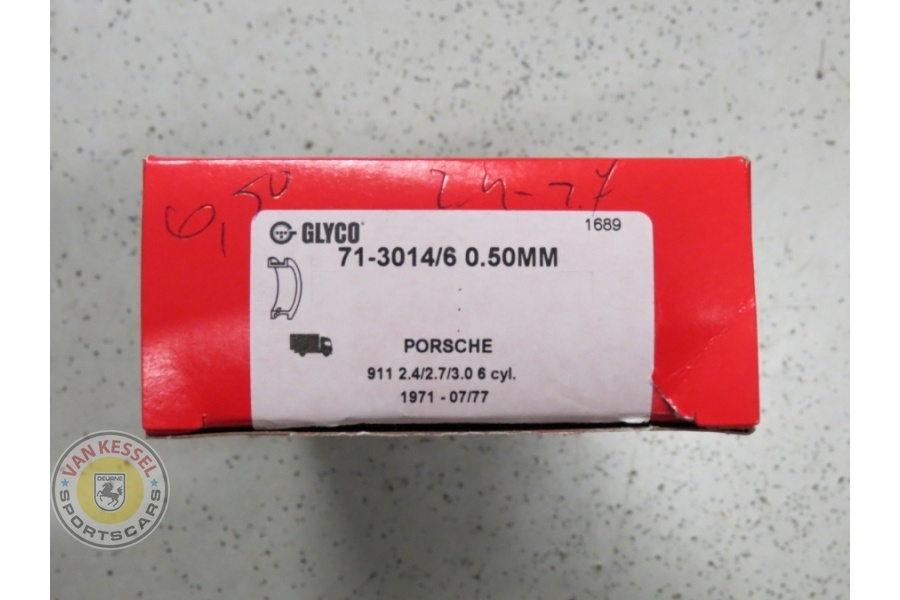 0,50
2.4-2.7
GLYCO
1689
71-3014/6 0.50MM
PORSCHE
911 2.4/2.7/3.0 6 cyl.
1971 - 07/77
VAN KESSEL
DEURNE
SPORTSCARS